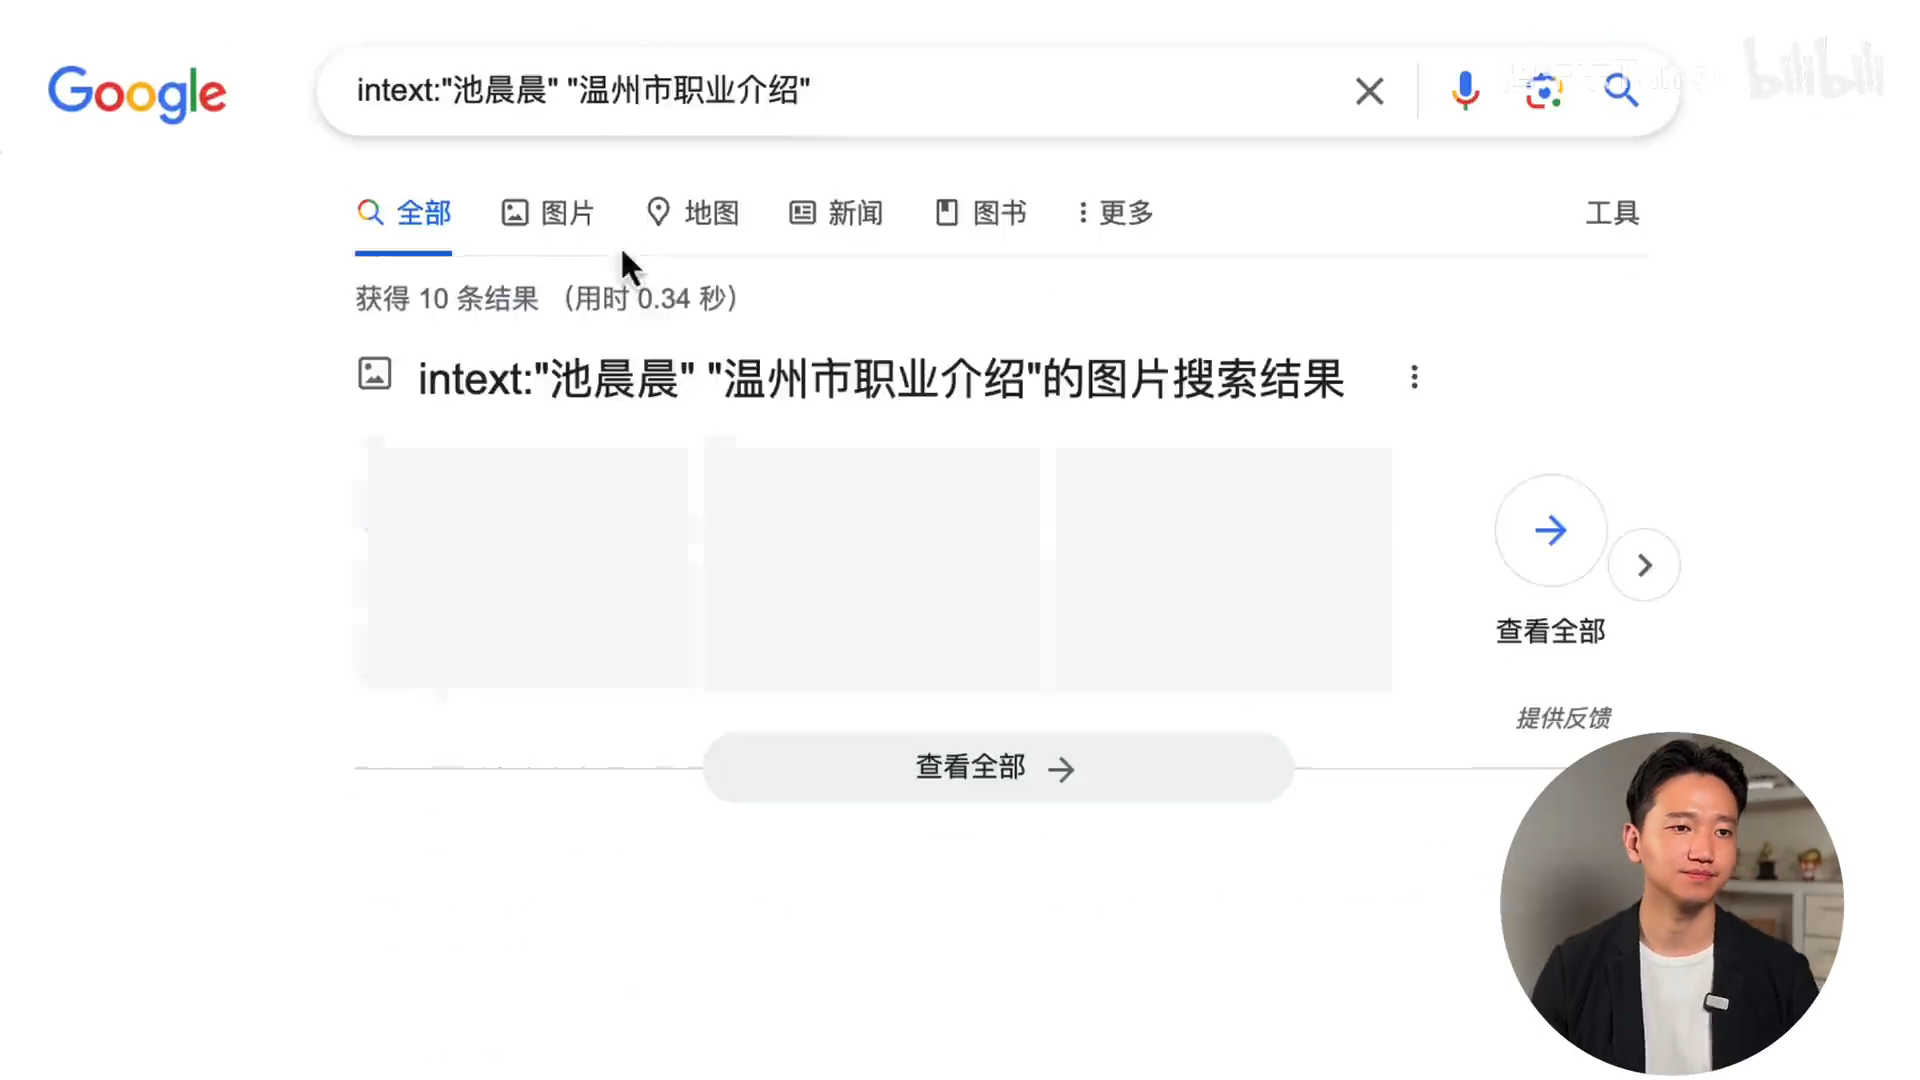 Google
intext:"池晨晨" "温州市职业介绍"
bilibili
全部
图片
地图
新闻
图书
更多
工具
获得 10 条结果 （用时 0.34 秒）
intext:"池晨晨" "温州市职业介绍"的图片搜索结果
查看全部
提供反馈
查看全部